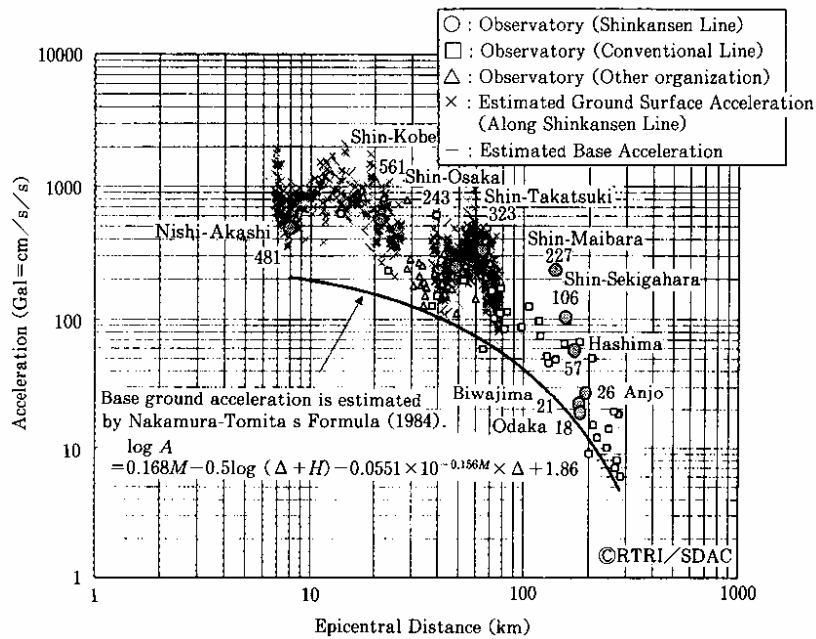 ○ : Observatory (Shinkansen Line)
□ : Observatory (Conventional Line)
△ : Observatory (Other organization)
× : Estimated Ground Surface Acceleration
(Along Shinkansen Line)
— : Estimated Base Acceleration
10000
1000
100
10
1
Acceleration (Gal=cm/s/s)
Shin-Kobe
561
Shin-Osaka
243
Shin-Takatsuki
323
Nishi-Akashi
481
Shin-Maibara
227
Shin-Sekigahara
106
Hashima
57
Biwajima
21
26 Anjo
Odaka 18
Base ground acceleration is estimated
by Nakamura-Tomita s Formula (1984).
log A
=0.168M−0.5log (Δ+H)−0.0551×10^{-0.156M}×Δ+1.86
©RTRI/SDAC
1
10
100
1000
Epicentral Distance (km)